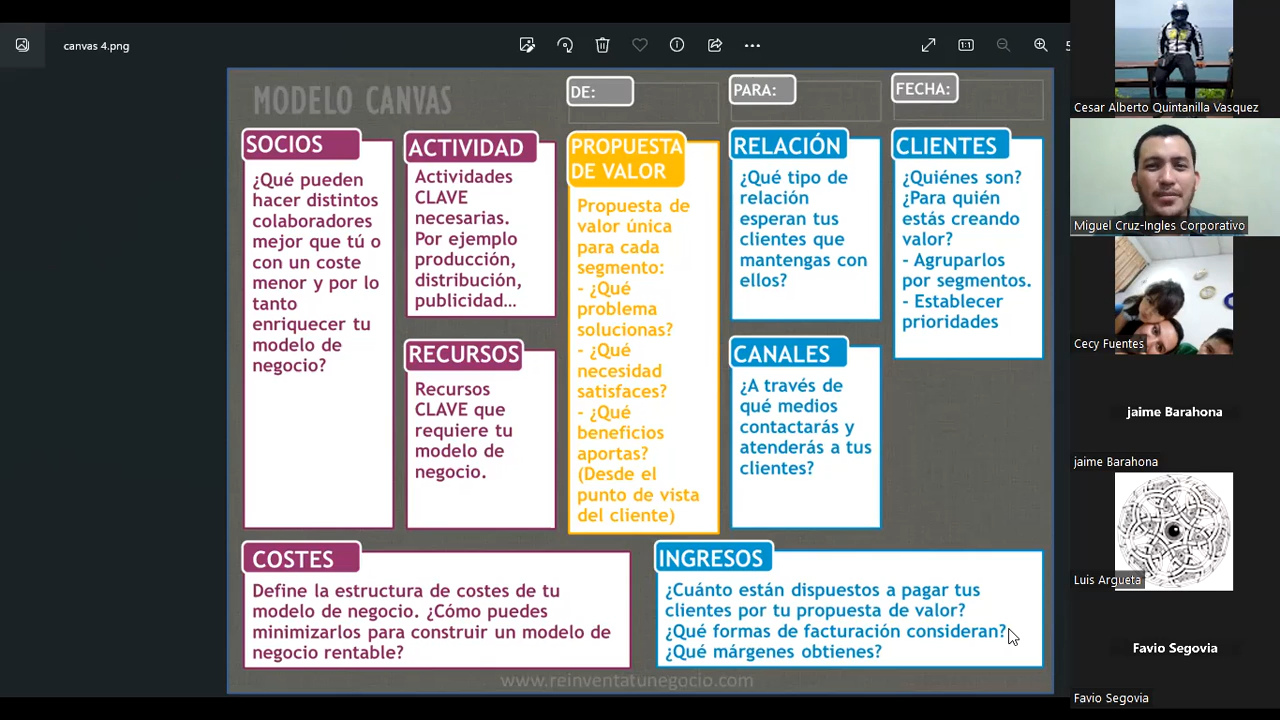 canvas 4.png
MODELO CANVAS
DE:
PARA:
FECHA:
SOCIOS
¿Qué pueden
hacer distintos
colaboradores
mejor que tú o
con un coste
menor y por lo
tanto
enriquecer tu
modelo de
negocio?
ACTIVIDAD
Actividades
CLAVE
necesarias.
Por ejemplo
producción,
distribución,
publicidad...
RECURSOS
Recursos
CLAVE que
requiere tu
modelo de
negocio.
PROPUESTA
DE VALOR
Propuesta de
valor única
para cada
segmento:
- ¿Qué
problema
solucionas?
- ¿Qué
necesidad
satisfaces?
- ¿Qué
beneficios
aportas?
(Desde el
punto de vista
del cliente)
RELACIÓN
¿Qué tipo de
relación
esperan tus
clientes que
mantengas con
ellos?
CANALES
¿A través de
qué medios
contactarás y
atenderás a tus
clientes?
CLIENTES
¿Quiénes son?
¿Para quién
estás creando
valor?
- Agruparlos
por segmentos.
- Establecer
prioridades
COSTES
Define la estructura de costes de tu
modelo de negocio. ¿Cómo puedes
minimizarlos para construir un modelo de
negocio rentable?
INGRESOS
¿Cuánto están dispuestos a pagar tus
clientes por tu propuesta de valor?
¿Qué formas de facturación consideran?
¿Qué márgenes obtienes?
www.reinventatunegocio.com
Cesar Alberto Quintanilla Vasquez
Miguel Cruz-Ingles Corporativo
Cecy Fuentes
jaime Barahona
jaime Barahona
Luis Argueta
Favio Segovia
Favio Segovia